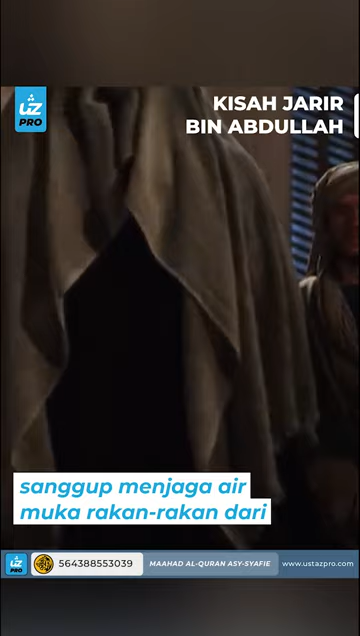 UZ
PRO
KISAH JARIR
BIN ABDULLAH
sanggup menjaga air
muka rakan-rakan dari
UZ
PRO
564388553039
MAAHAD AL-QURAN ASY-SYAFIE
www.ustazpro.com